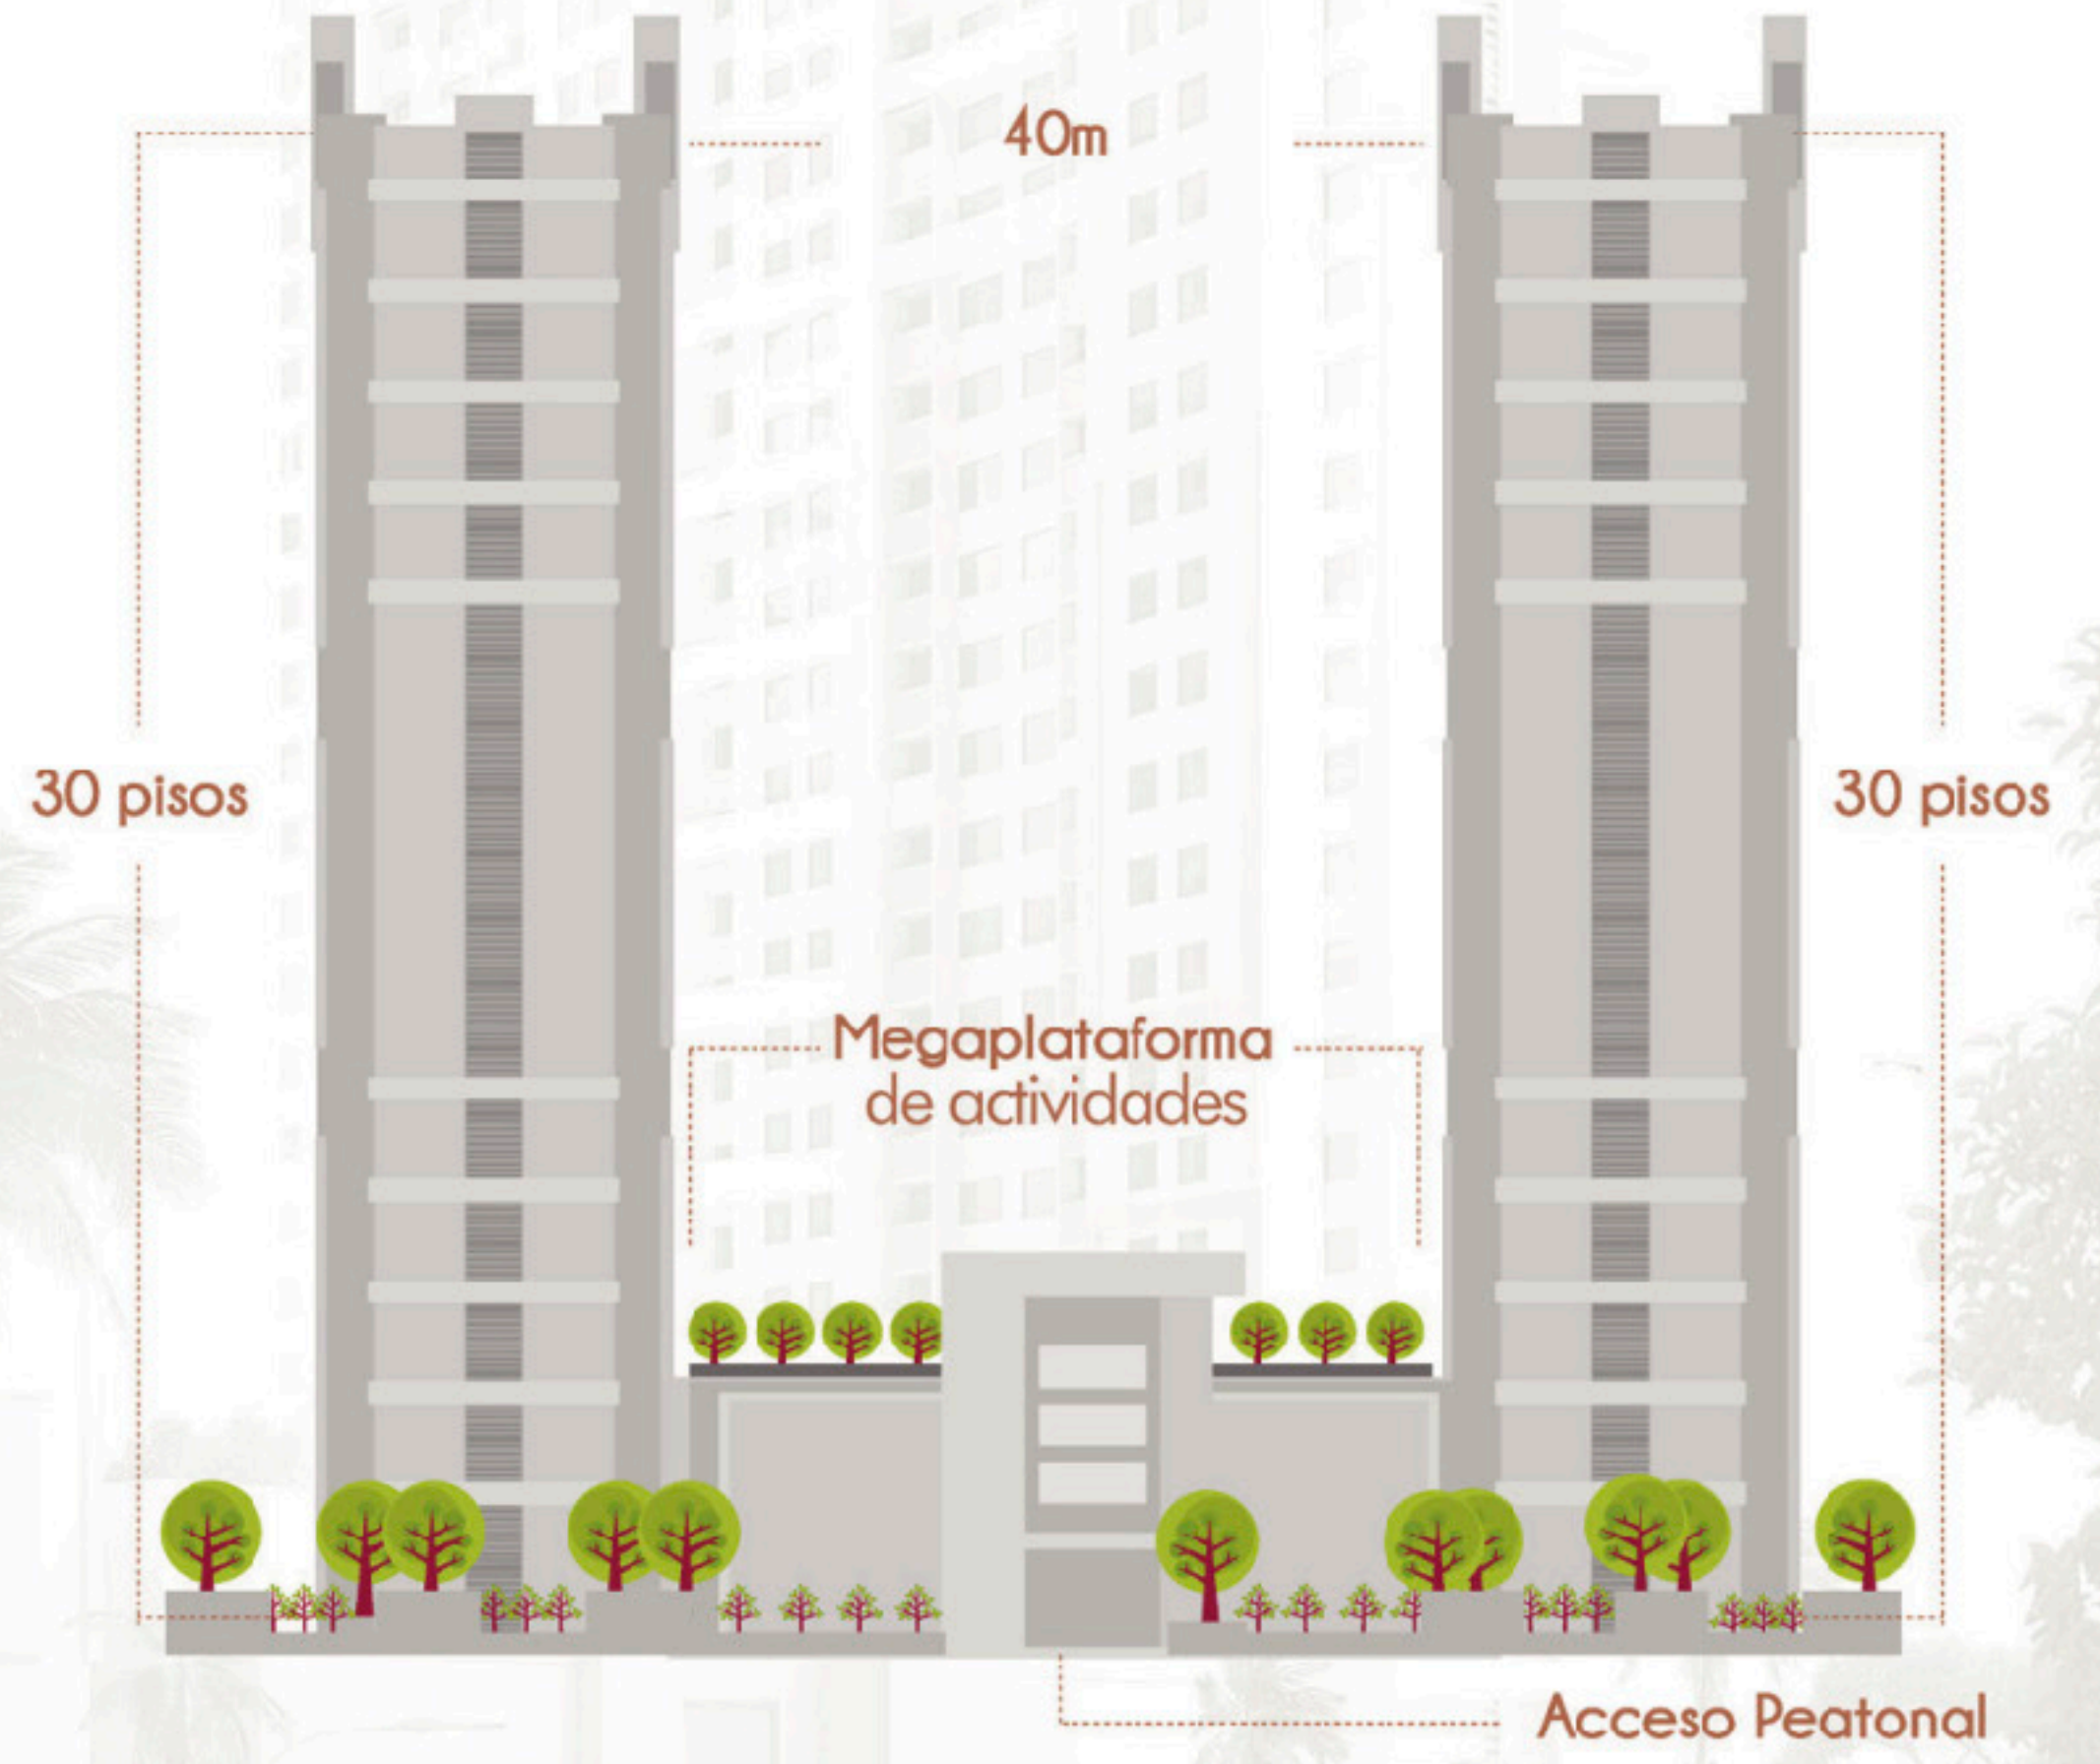 40m
30 pisos
30 pisos
Megaplataforma
de actividades
Acceso Peatonal